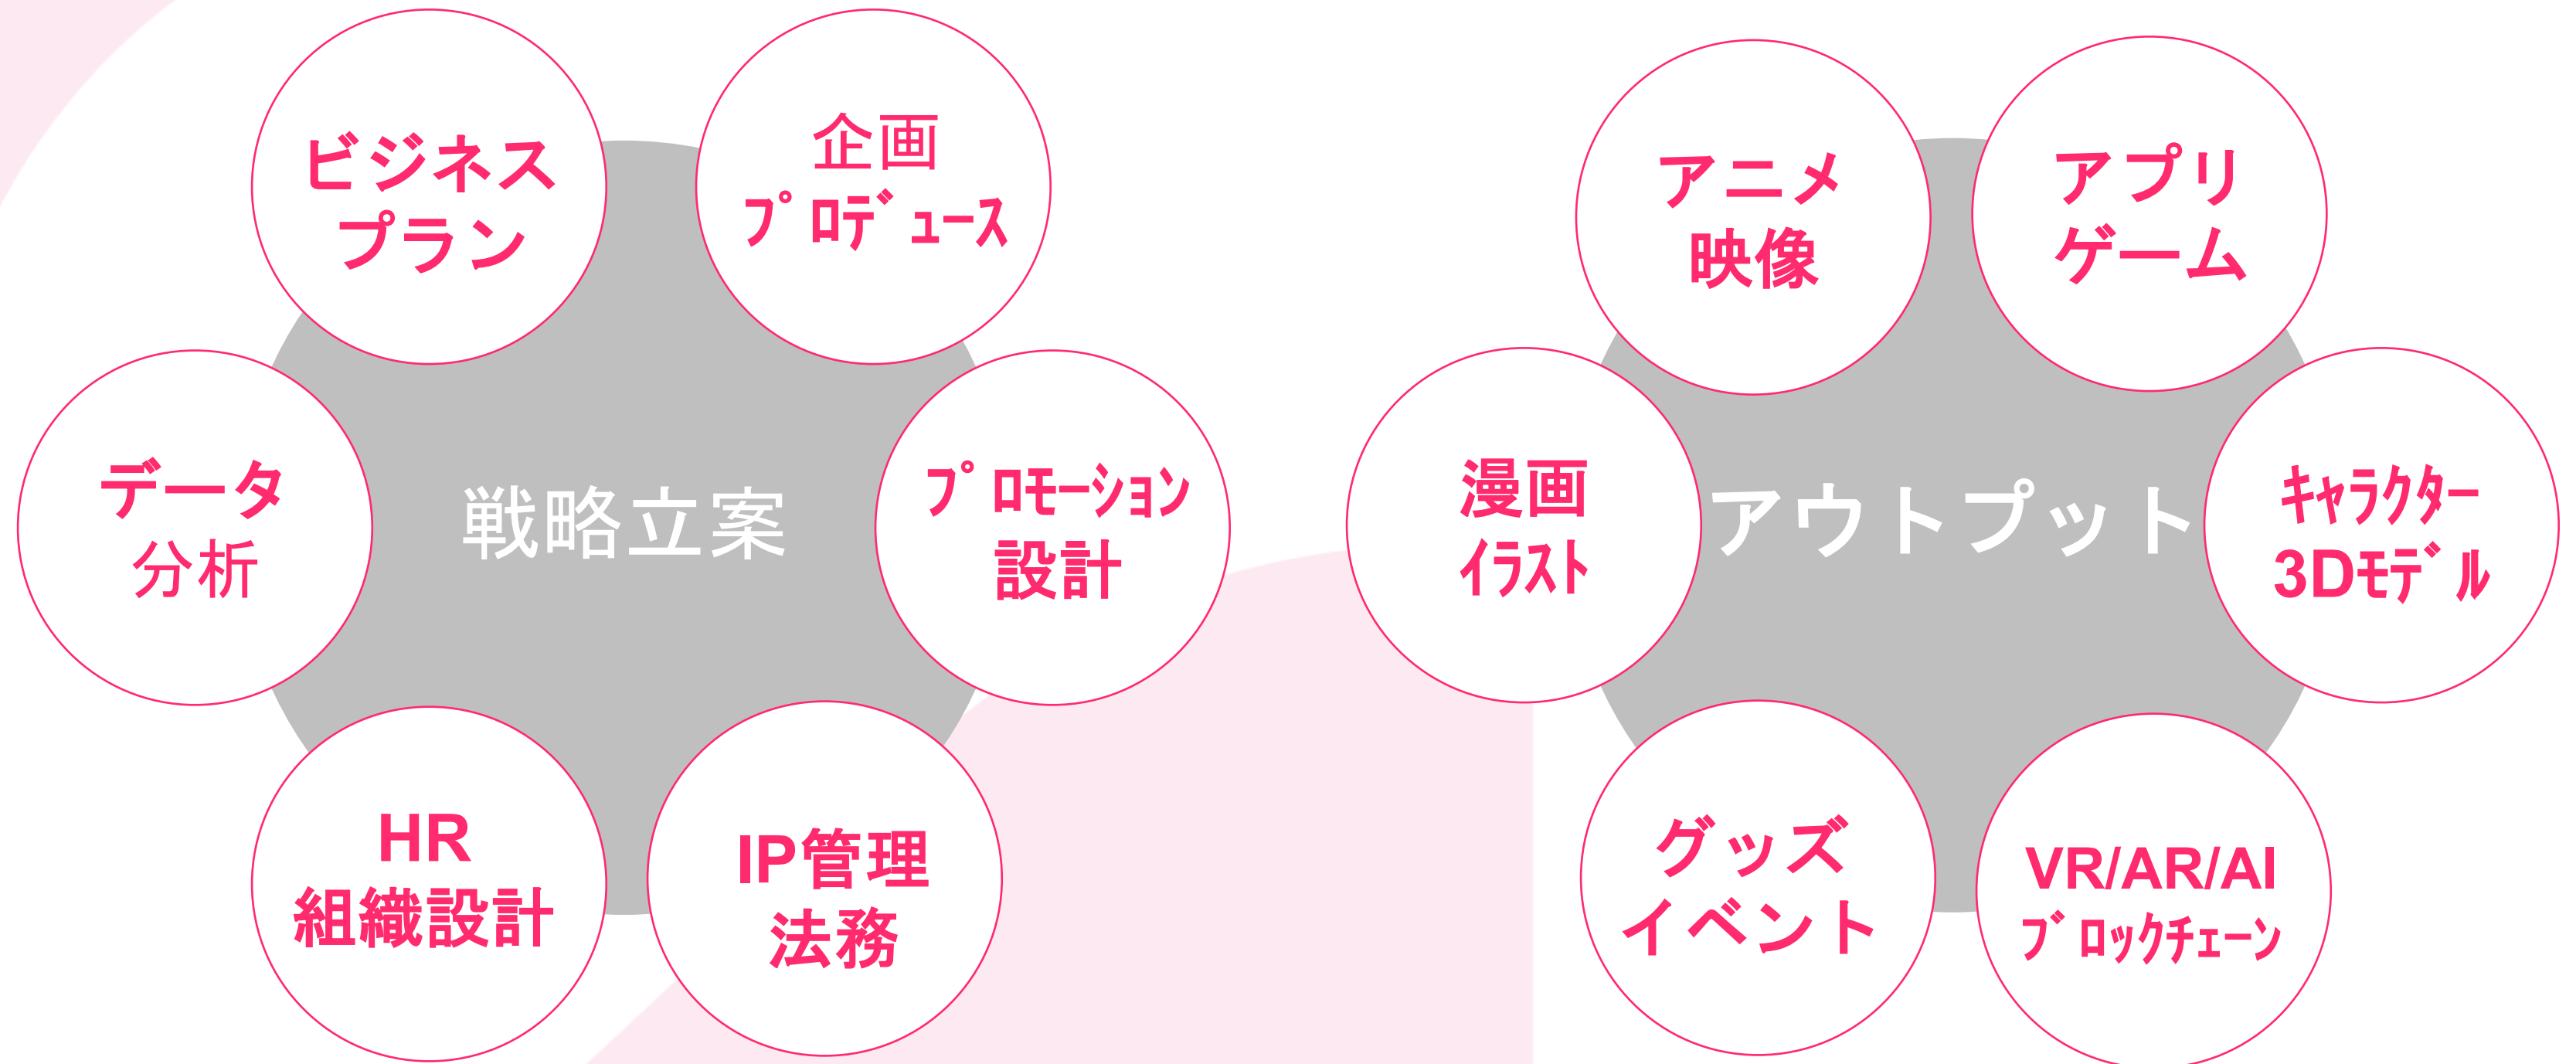 ビジネス
プラン
企画
ﾌﾟﾛﾃﾞｭｰｽ
データ
分析
戦略立案
ﾌﾟﾛﾓｰｼｮﾝ
設計
HR
組織設計
IP管理
法務
アニメ
映像
アプリ
ゲーム
漫画
ｲﾗｽﾄ
アウトプット
ｷｬﾗｸﾀｰ
3Dﾓﾃﾞﾙ
グッズ
イベント
VR/AR/AI
ﾌﾞﾛｯｸﾁｪｰﾝ